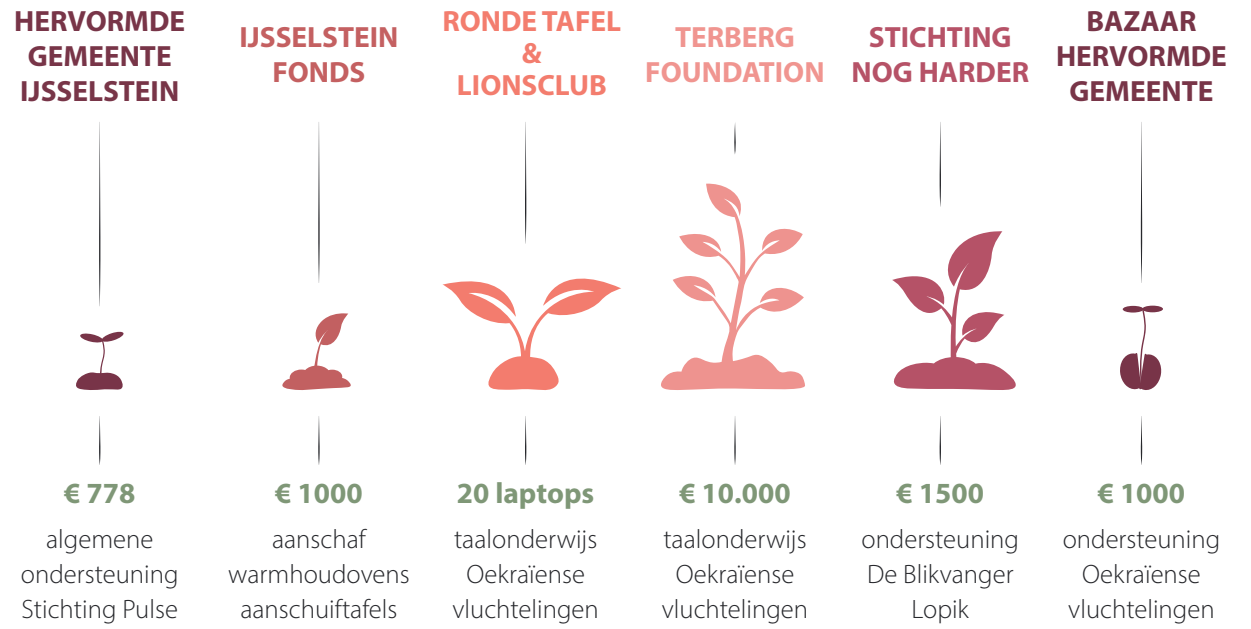 HERVORMDE
GEMEENTE
IJSSELSTEIN
IJSSELSTEIN
FONDS
RONDE TAFEL
&
LIONSCLUB
TERBERG
FOUNDATION
STICHTING
NOG HARDER
BAZAAR
HERVORMDE
GEMEENTE
€ 778
algemene
ondersteuning
Stichting Pulse
€ 1000
aanschaf
warmhoudovens
aanschuiftafels
20 laptops
taalonderwijs
Oekraïense
vluchtelingen
€ 10.000
taalonderwijs
Oekraïense
vluchtelingen
€ 1500
ondersteuning
De Blikvanger
Lopik
€ 1000
ondersteuning
Oekraïense
vluchtelingen